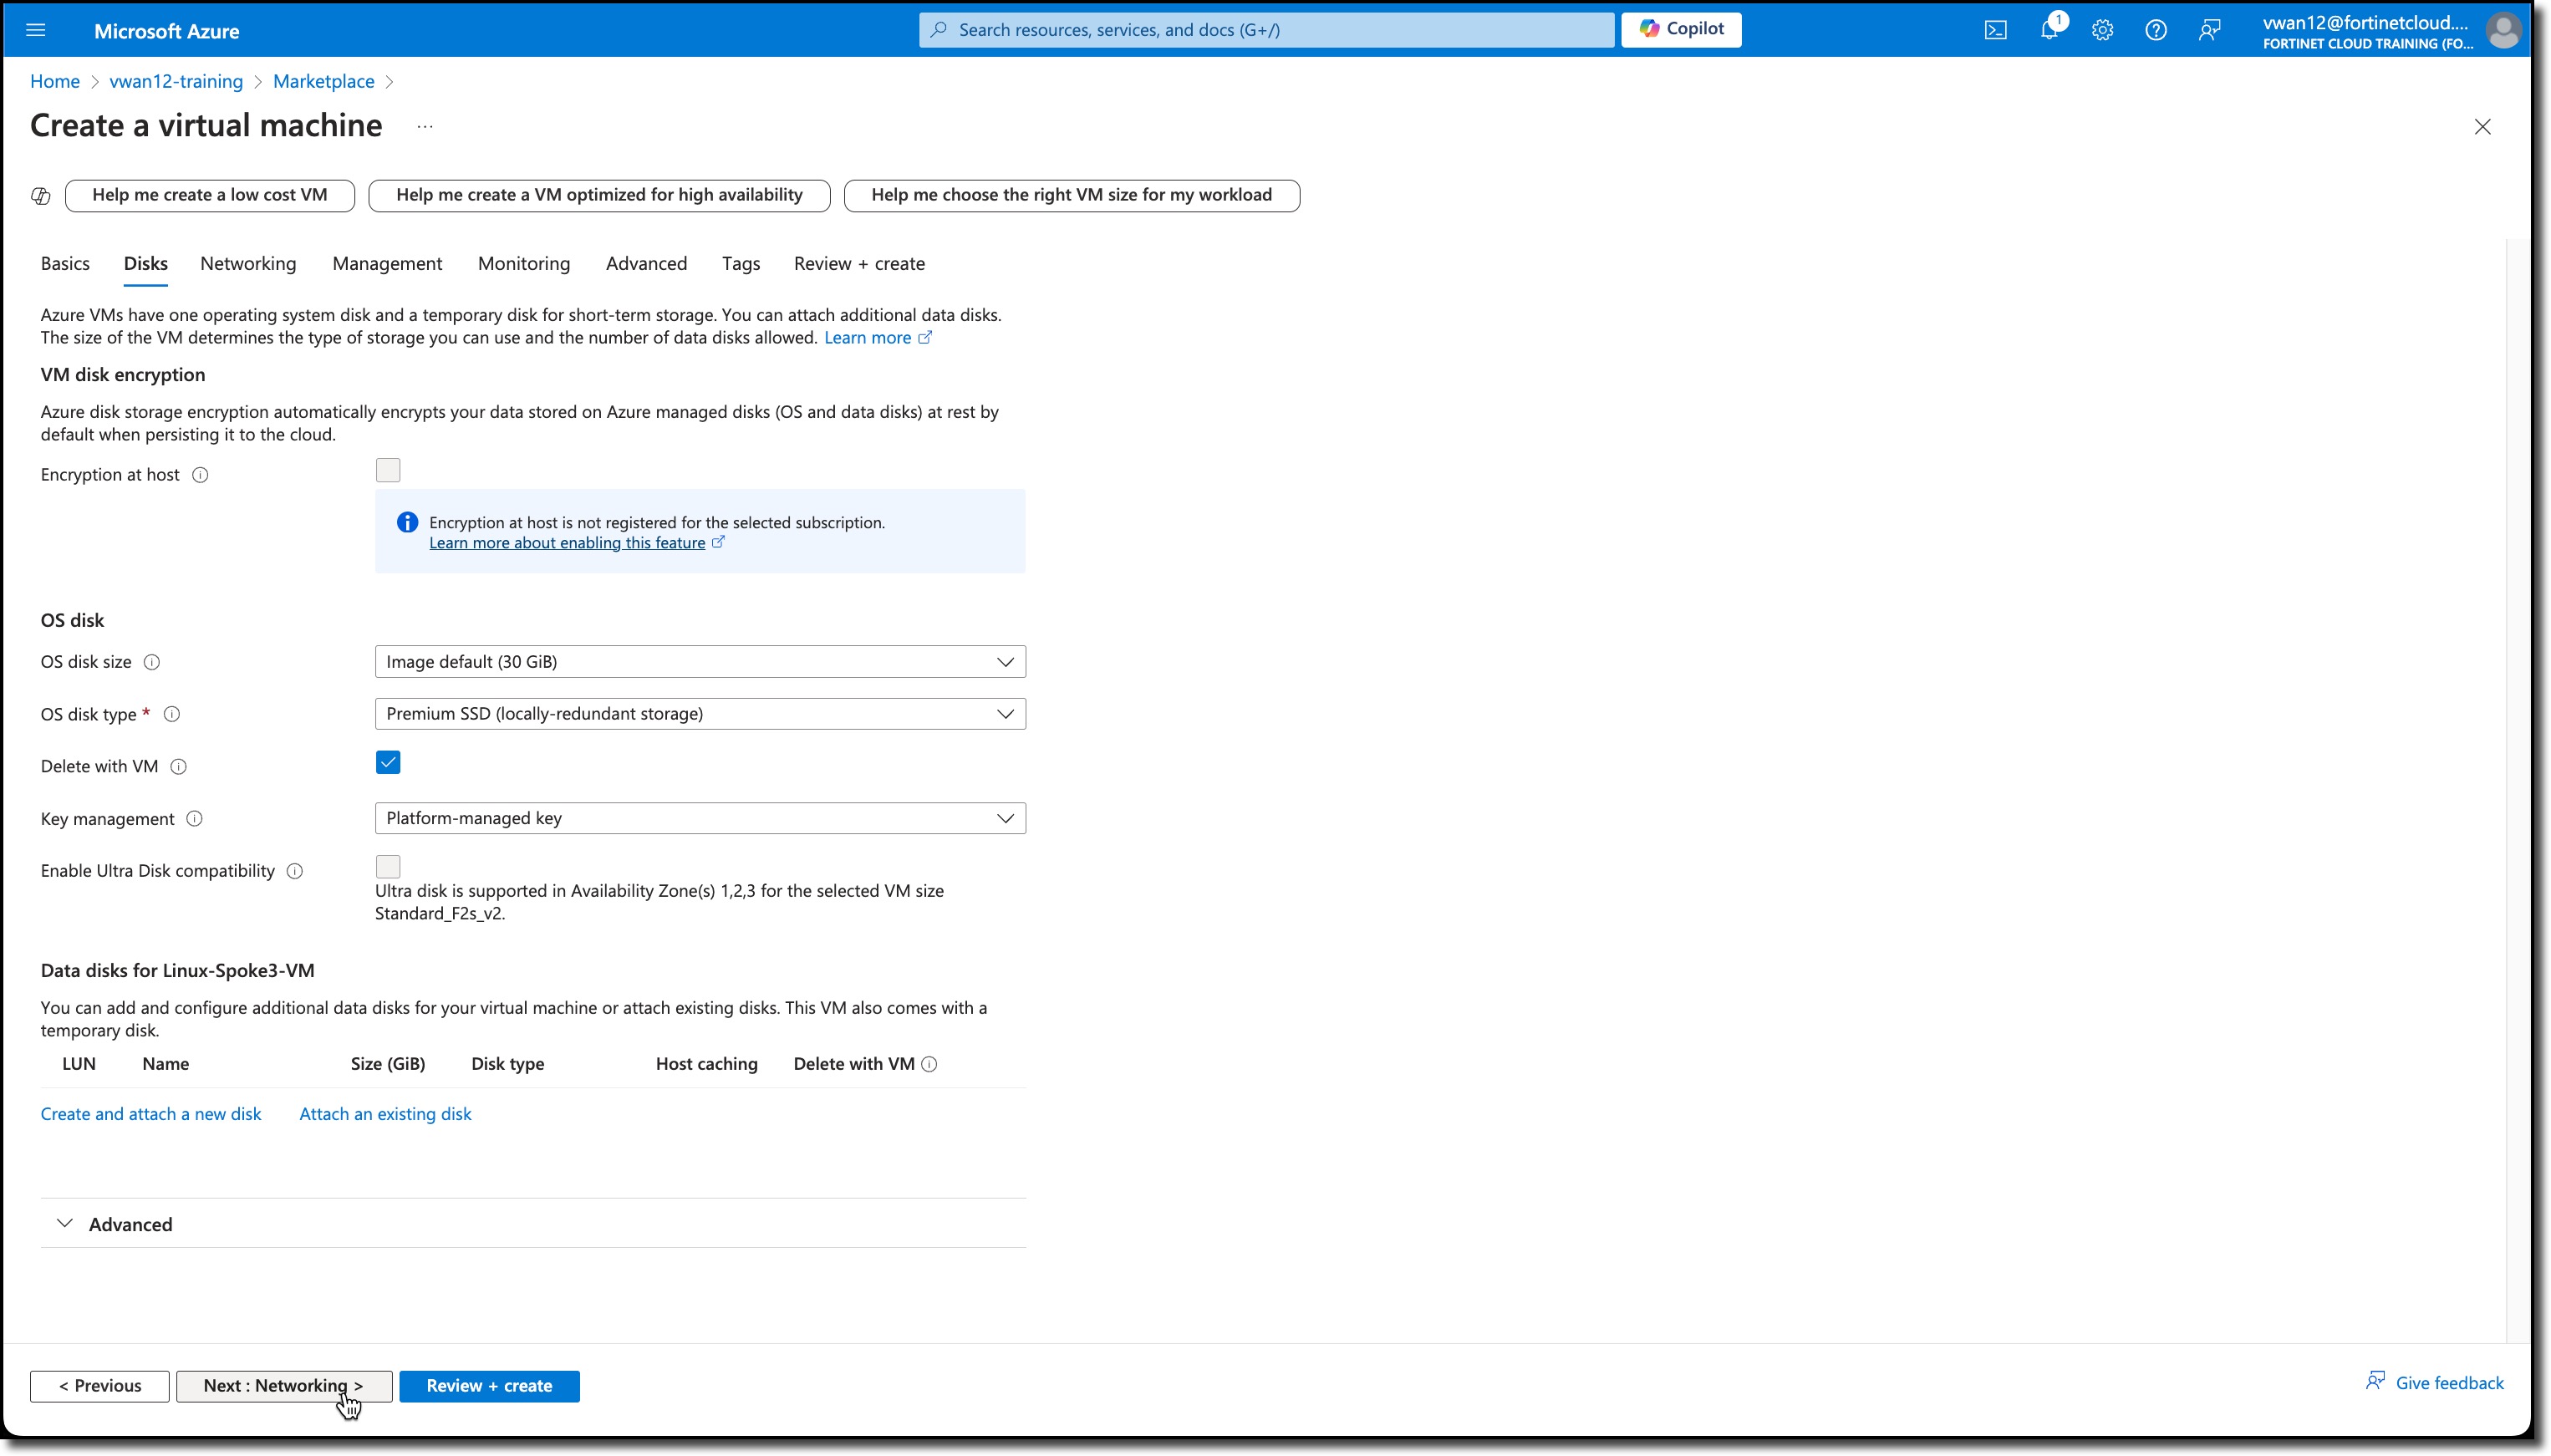 Microsoft Azure
Search resources, services, and docs (G+/)
Copilot
1
vwan12@fortinetcloud....
FORTINET CLOUD TRAINING (FO...
Home > vwan12-training > Marketplace >
Create a virtual machine ...
Help me create a low cost VM
Help me create a VM optimized for high availability
Help me choose the right VM size for my workload
Basics Disks Networking Management Monitoring Advanced Tags Review + create
Azure VMs have one operating system disk and a temporary disk for short-term storage. You can attach additional data disks.
The size of the VM determines the type of storage you can use and the number of data disks allowed. Learn more
VM disk encryption
Azure disk storage encryption automatically encrypts your data stored on Azure managed disks (OS and data disks) at rest by
default when persisting it to the cloud.
Encryption at host
Encryption at host is not registered for the selected subscription.
Learn more about enabling this feature
OS disk
OS disk size
Image default (30 GiB)
OS disk type *
Premium SSD (locally-redundant storage)
Delete with VM
Key management
Platform-managed key
Enable Ultra Disk compatibility
Ultra disk is supported in Availability Zone(s) 1,2,3 for the selected VM size
Standard_F2s_v2.
Data disks for Linux-Spoke3-VM
You can add and configure additional data disks for your virtual machine or attach existing disks. This VM also comes with a
temporary disk.
LUN Name Size (GiB) Disk type Host caching Delete with VM
Create and attach a new disk Attach an existing disk
Advanced
< Previous
Next : Networking >
Review + create
Give feedback